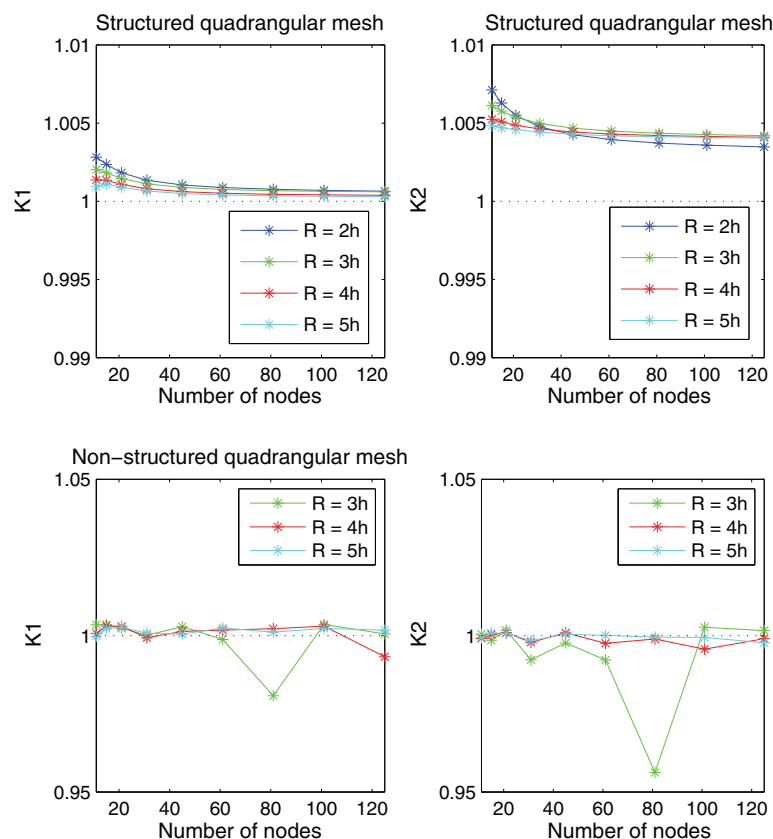 Structured quadrangular mesh
1.01
1.005
1
0.995
0.99
K1
R = 2h
R = 3h
R = 4h
R = 5h
20 40 60 80 100 120
Number of nodes
Structured quadrangular mesh
1.01
1.005
1
0.995
0.99
K2
R = 2h
R = 3h
R = 4h
R = 5h
20 40 60 80 100 120
Number of nodes
Non-structured quadrangular mesh
1.05
1
0.95
K1
R = 3h
R = 4h
R = 5h
20 40 60 80 100 120
Number of nodes
1.05
1
0.95
K2
R = 3h
R = 4h
R = 5h
20 40 60 80 100 120
Number of nodes